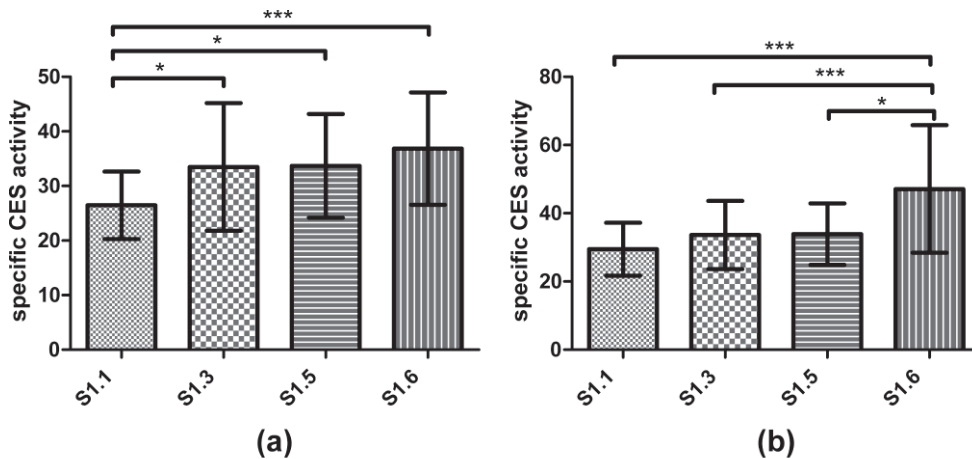 ***
*
*
specific CES activity
50
40
30
20
10
0
S1.1
S1.3
S1.5
S1.6
(a)
***
***
*
specific CES activity
80
60
40
20
0
S1.1
S1.3
S1.5
S1.6
(b)